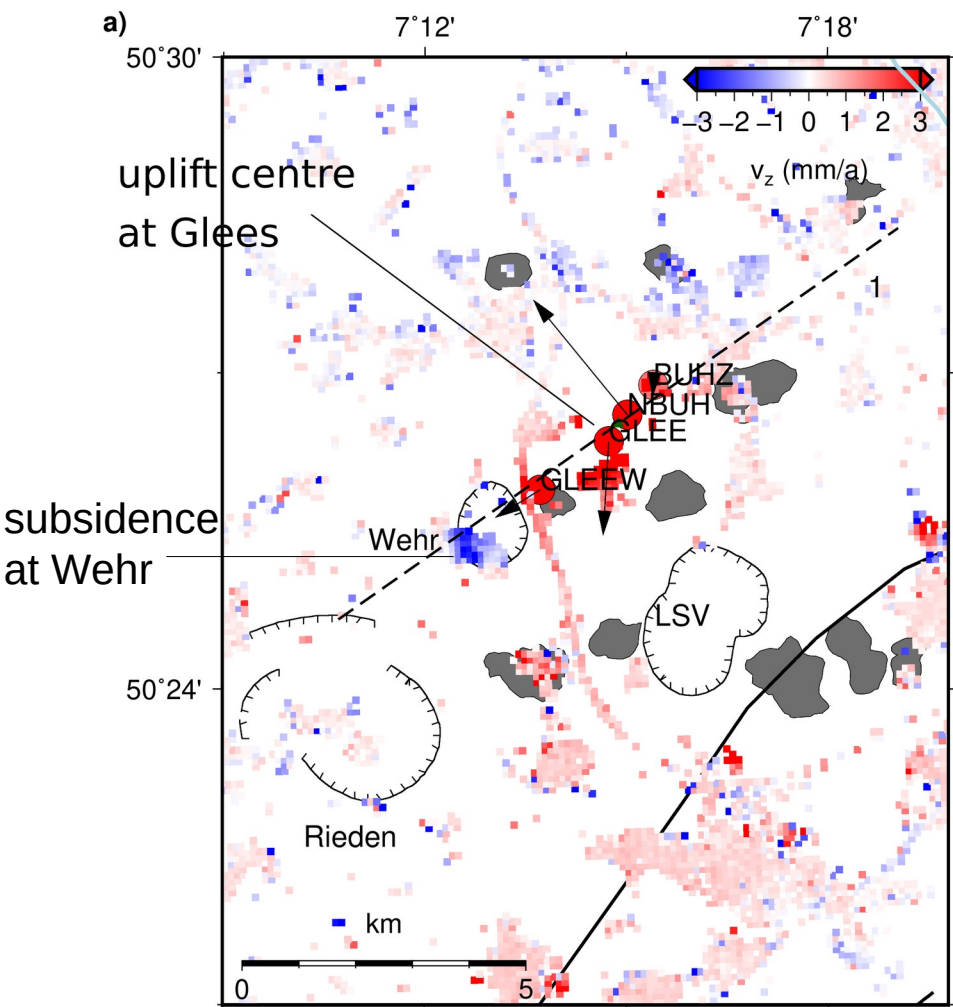 a)
7°12' 7°18'
50°30'
−3 −2 −1 0 1 2 3
v_z (mm/a)
uplift centre
at Glees
1
BUHZ
NBUH
GLEE
GLEEW
subsidence
at Wehr
Wehr
LSV
50°24'
Rieden
km
0 5